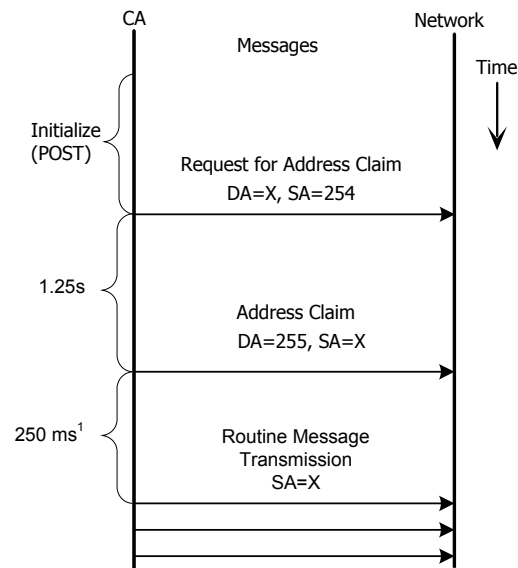 CA
Network
Messages
Time
Initialize
(POST)
Request for Address Claim
DA=X, SA=254
1.25s
Address Claim
DA=255, SA=X
250 ms¹
Routine Message
Transmission
SA=X